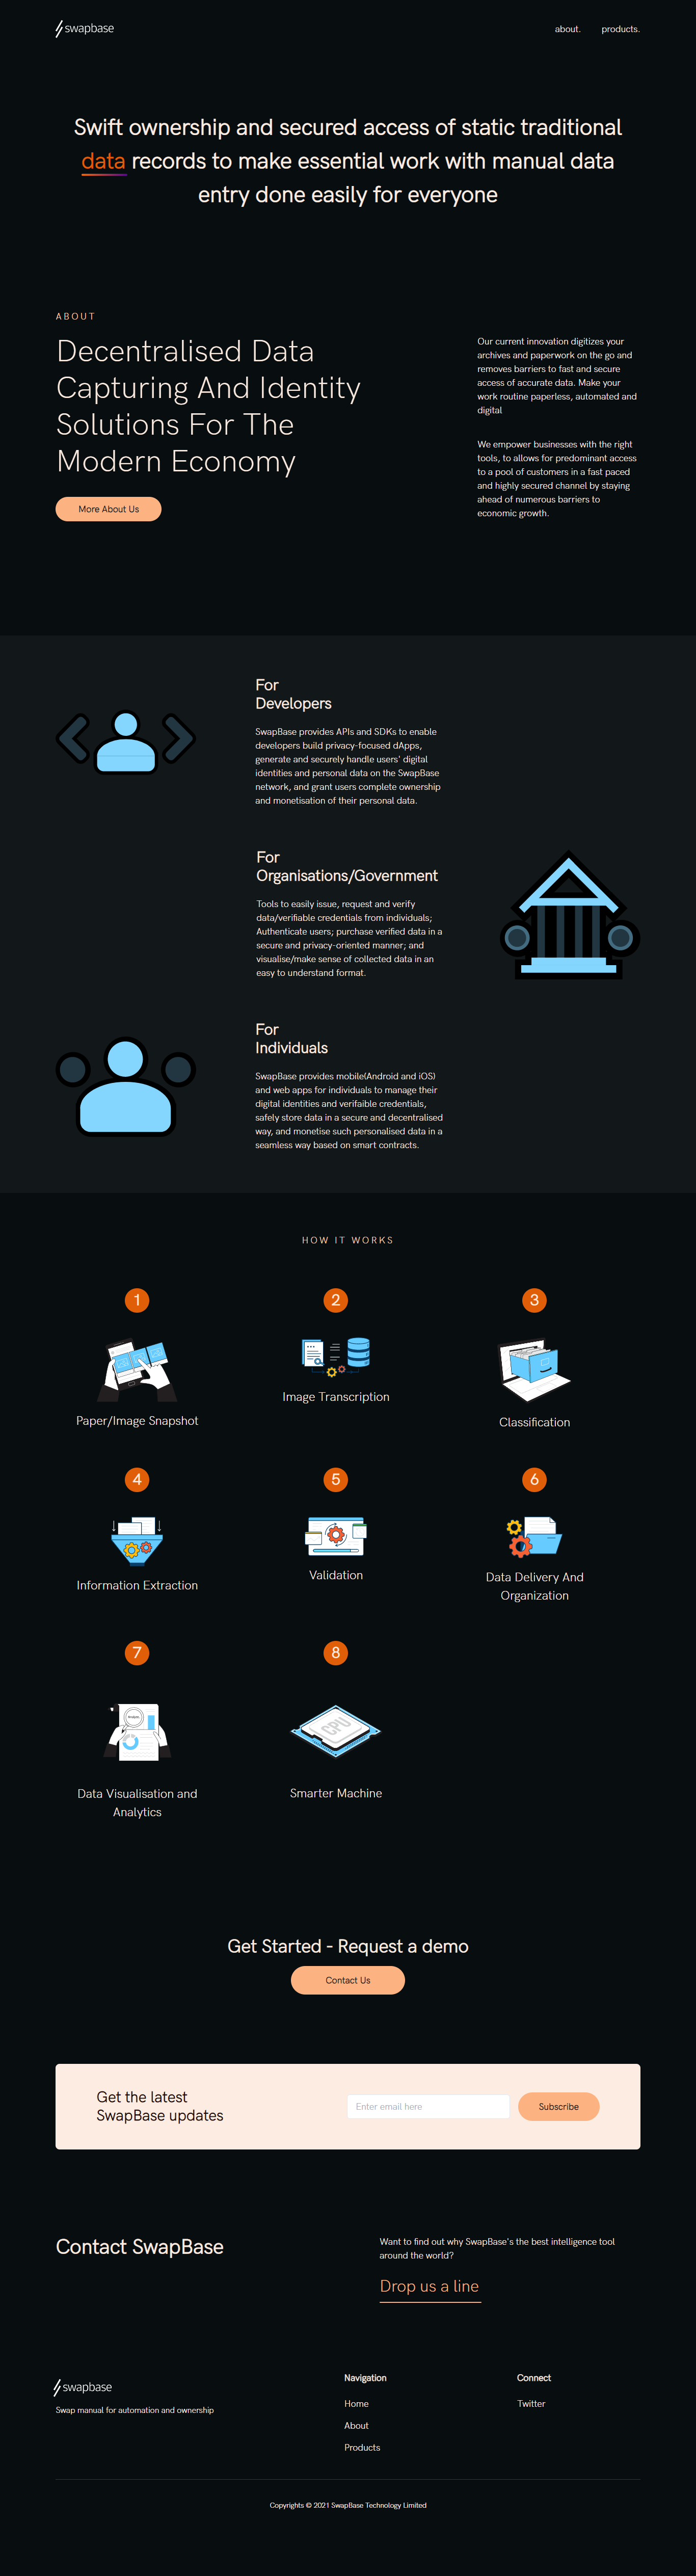 swapbase
about.
products.
Swift ownership and secured access of static traditional
data records to make essential work with manual data
entry done easily for everyone
ABOUT
Decentralised Data
Capturing And Identity
Solutions For The
Modern Economy
More About Us
Our current innovation digitizes your
archives and paperwork on the go and
removes barriers to fast and secure
access of accurate data. Make your
work routine paperless, automated and
digital
We empower businesses with the right
tools, to allows for predominant access
to a pool of customers in a fast paced
and highly secured channel by staying
ahead of numerous barriers to
economic growth.
For
Developers
SwapBase provides APIs and SDKs to enable
developers build privacy-focused dApps,
generate and securely handle users' digital
identities and personal data on the SwapBase
network, and grant users complete ownership
and monetisation of their personal data.
For
Organisations/Government
Tools to easily issue, request and verify
data/verifiable credentials from individuals;
Authenticate users; purchase verified data in a
secure and privacy-oriented manner; and
visualise/make sense of collected data in an
easy to understand format.
For
Individuals
SwapBase provides mobile(Android and iOS)
and web apps for individuals to manage their
digital identities and verifaible credentials,
safely store data in a secure and decentralised
way, and monetise such personalised data in a
seamless way based on smart contracts.
HOW IT WORKS
1
Paper/Image Snapshot
2
Image Transcription
3
Classification
4
Information Extraction
5
Validation
6
Data Delivery And
Organization
7
Data Visualisation and
Analytics
8
CPU
Smarter Machine
Get Started - Request a demo
Contact Us
Get the latest
SwapBase updates
Enter email here
Subscribe
Contact SwapBase
Want to find out why SwapBase's the best intelligence tool
around the world?
Drop us a line
swapbase
Swap manual for automation and ownership
Navigation
Home
About
Products
Connect
Twitter
Copyrights © 2021 SwapBase Technology Limited